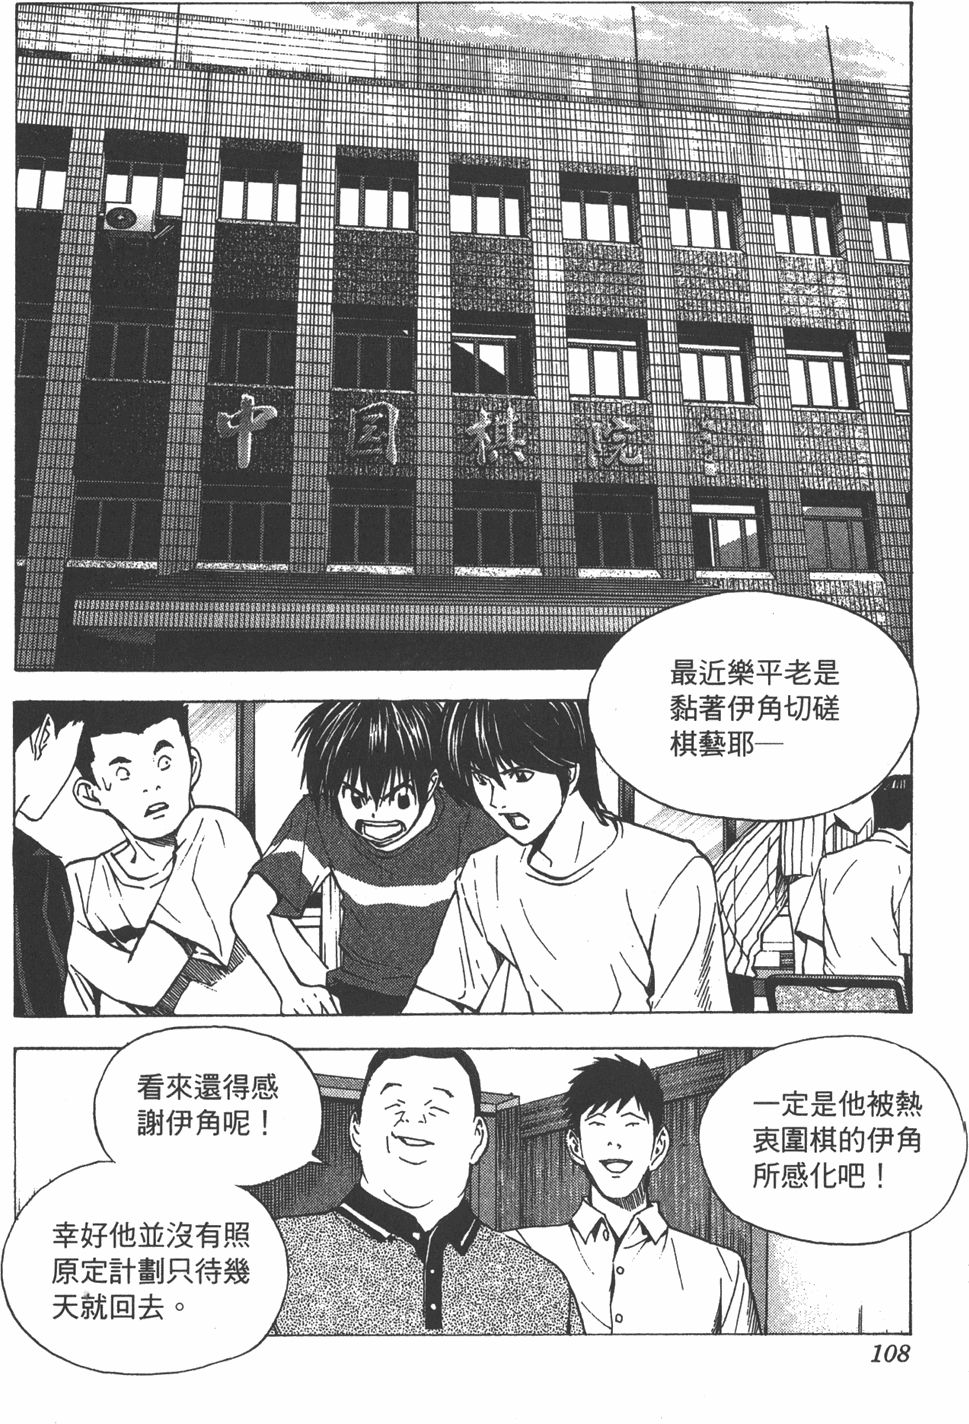 中国棋院
最近樂平老是
黏著伊角切磋
棋藝耶─
一定是他被熱
衷圍棋的伊角
所感化吧！
看來還得感
謝伊角呢！
幸好他並沒有照
原定計劃只待幾
天就回去。
108